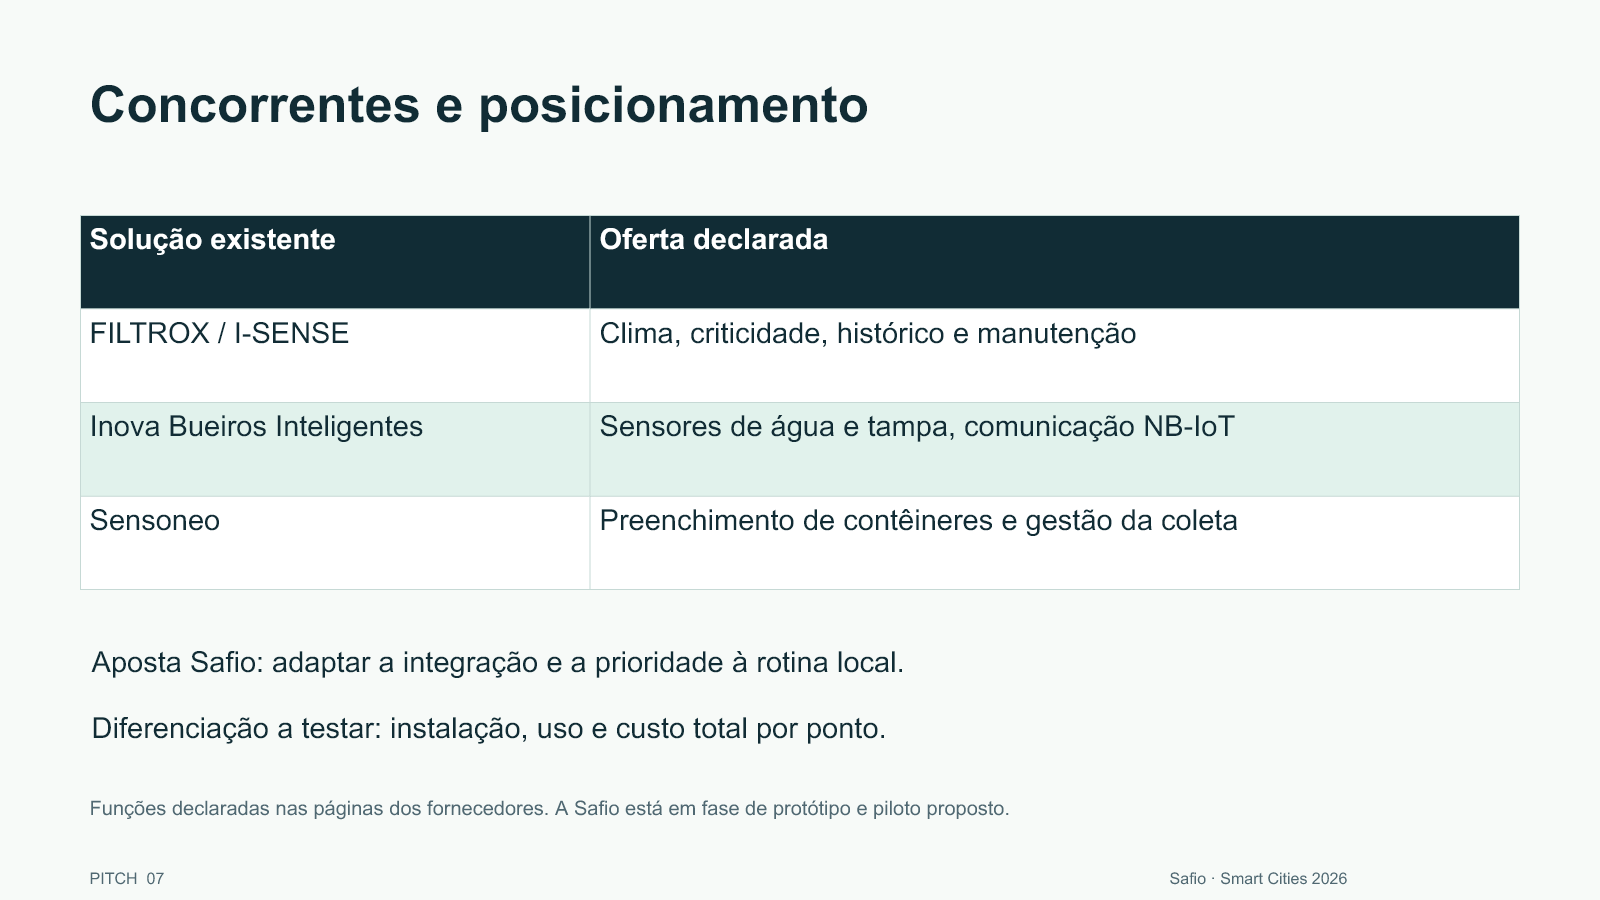 Concorrentes e posicionamento
Solução existente
Oferta declarada
FILTROX / I-SENSE
Clima, criticidade, histórico e manutenção
Inova Bueiros Inteligentes
Sensores de água e tampa, comunicação NB-IoT
Sensoneo
Preenchimento de contêineres e gestão da coleta
Aposta Safio: adaptar a integração e a prioridade à rotina local.
Diferenciação a testar: instalação, uso e custo total por ponto.
Funções declaradas nas páginas dos fornecedores. A Safio está em fase de protótipo e piloto proposto.
PITCH 07
Safio · Smart Cities 2026